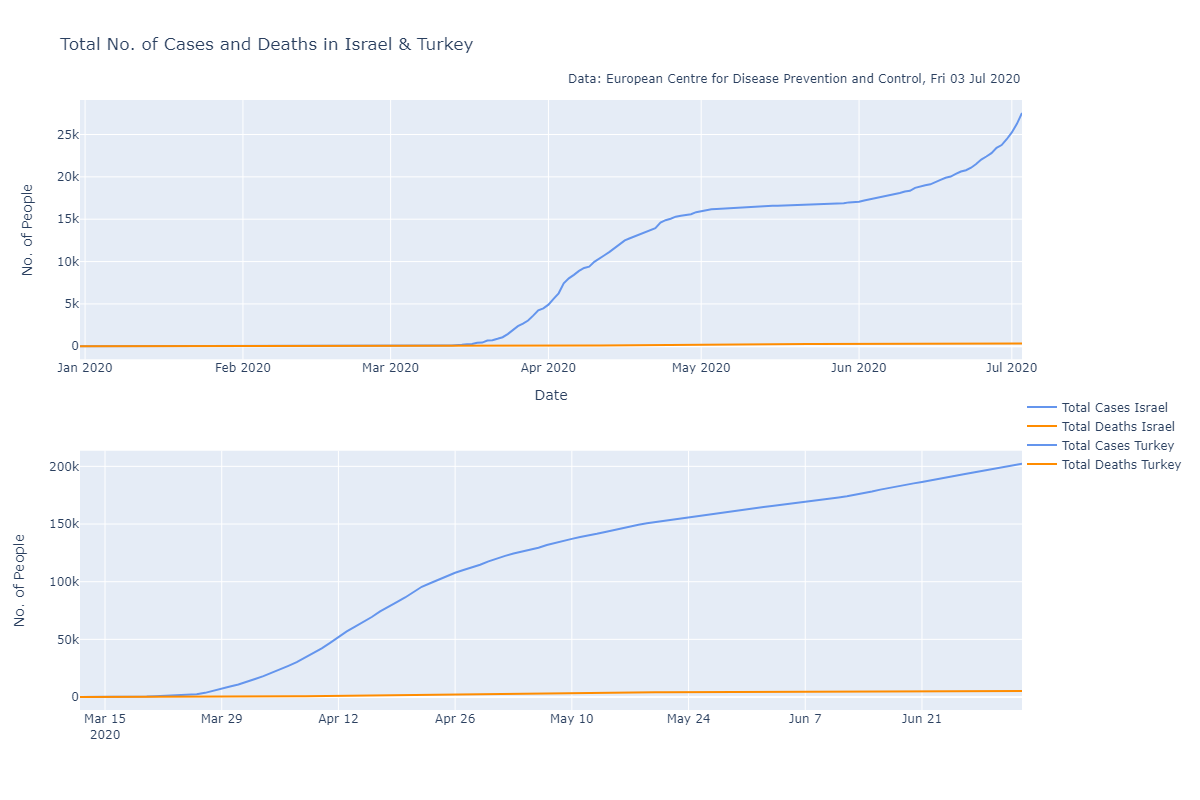 Total No. of Cases and Deaths in Israel & Turkey
Data: European Centre for Disease Prevention and Control, Fri 03 Jul 2020
No. of People
25k
20k
15k
10k
5k
0
Jan 2020 Feb 2020 Mar 2020 Apr 2020 May 2020 Jun 2020 Jul 2020
Date
Total Cases Israel
Total Deaths Israel
Total Cases Turkey
Total Deaths Turkey
No. of People
200k
150k
100k
50k
0
Mar 15 Mar 29 Apr 12 Apr 26 May 10 May 24 Jun 7 Jun 21
2020